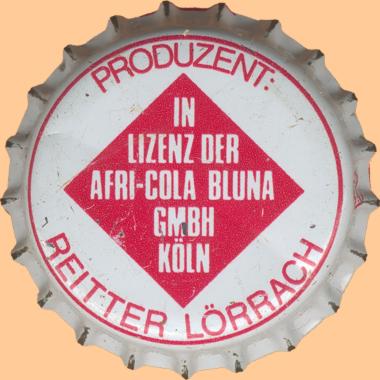 PRODUZENT:
IN
LIZENZ DER
AFRI-COLA BLUNA
GMBH
KÖLN
REITTER LÖRRACH